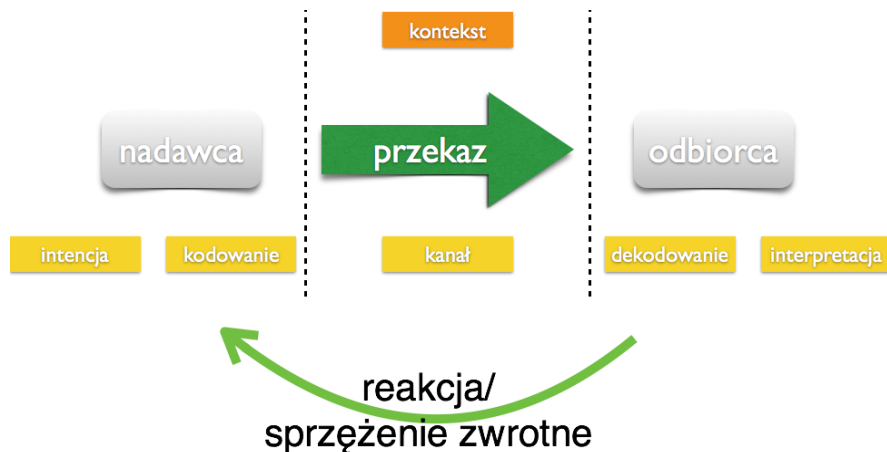 kontekst
nadawca
przekaz
odbiorca
intencja
kodowanie
kanał
dekodowanie
interpretacja
reakcja/
sprzężenie zwrotne